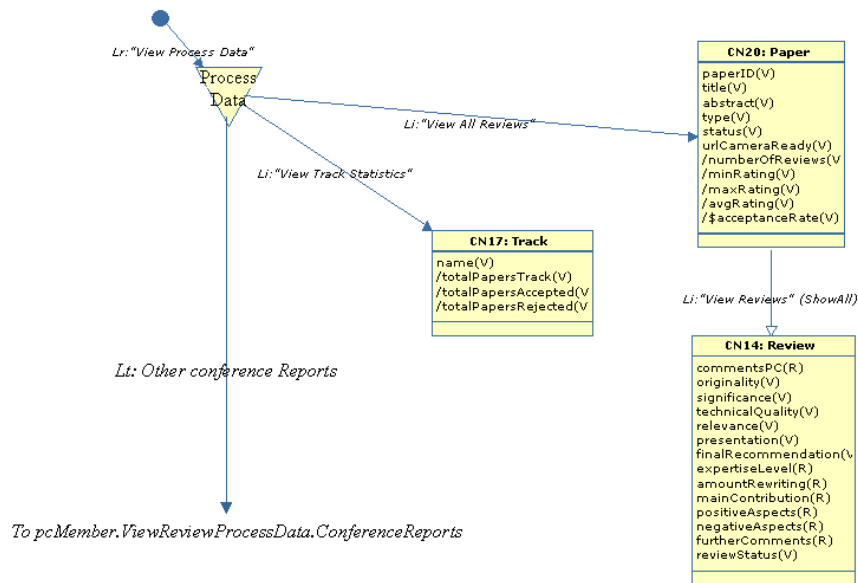 Lr:“View Process Data”
Process
Data
Li:“View All Reviews”
Li:“View Track Statistics”
CN20: Paper
paperID(V)
title(V)
abstract(V)
type(V)
status(V)
urlCameraReady(V)
/numberOfReviews(V
/minRating(V)
/maxRating(V)
/avgRating(V)
/$acceptanceRate(V)
CN17: Track
name(V)
/totalPapersTrack(V)
/totalPapersAccepted(V
/totalPapersRejected(V
Li:“View Reviews” (ShowAll)
CN14: Review
commentsPC(R)
originality(V)
significance(V)
technicalQuality(V)
relevance(V)
presentation(V)
finalRecommendation(V
expertiseLevel(R)
amountRewriting(R)
mainContribution(R)
positiveAspects(R)
negativeAspects(R)
furtherComments(R)
reviewStatus(V)
Lt: Other conference Reports
To pcMember.ViewReviewProcessData.ConferenceReports